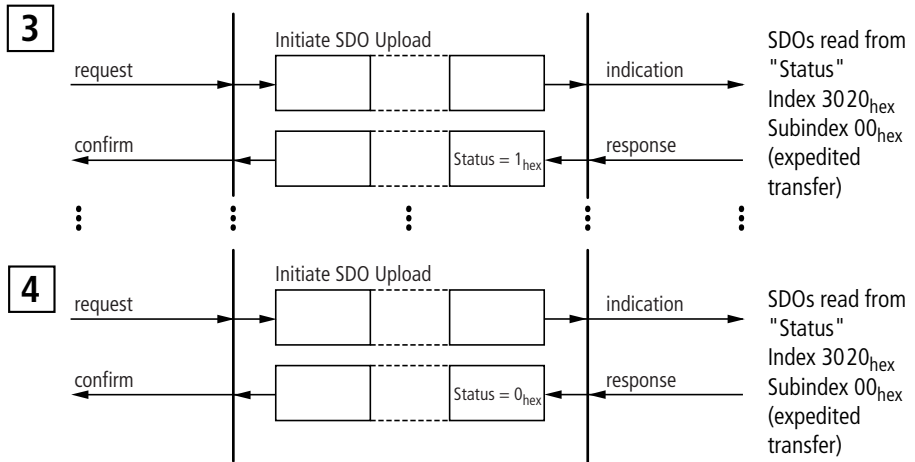 3
Initiate SDO Upload
request
indication
confirm
Status = 1hex
response
SDOs read from
"Status"
Index 3020hex
Subindex 00hex
(expedited
transfer)
4
Initiate SDO Upload
request
indication
confirm
Status = 0hex
response
SDOs read from
"Status"
Index 3020hex
Subindex 00hex
(expedited
transfer)